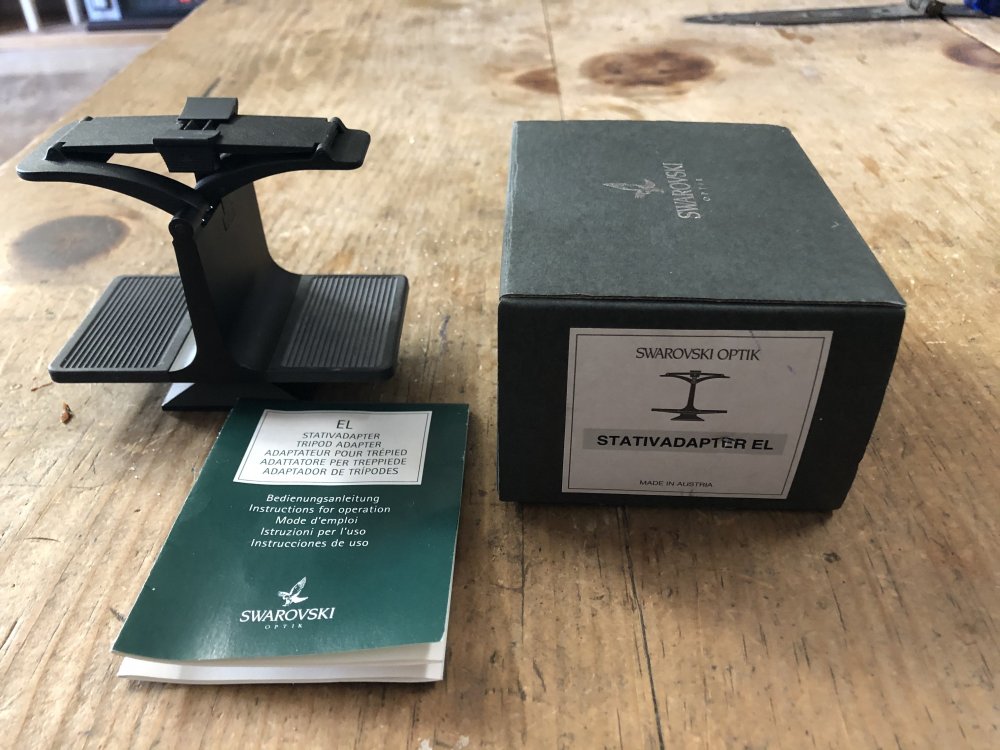 EL
STATIVADAPTER
TRIPOD ADAPTER
ADAPTATEUR POUR TRÉPIED
ADATTATORE PER TREPPIEDE
ADAPTADOR DE TRÍPODES
Bedienungsanleitung
Instructions for operation
Mode d'emploi
Istruzioni per l'uso
Instrucciones de uso
SWAROVSKI
OPTIK
SWAROVSKI
OPTIK
SWAROVSKI OPTIK
STATIVADAPTER EL
MADE IN AUSTRIA